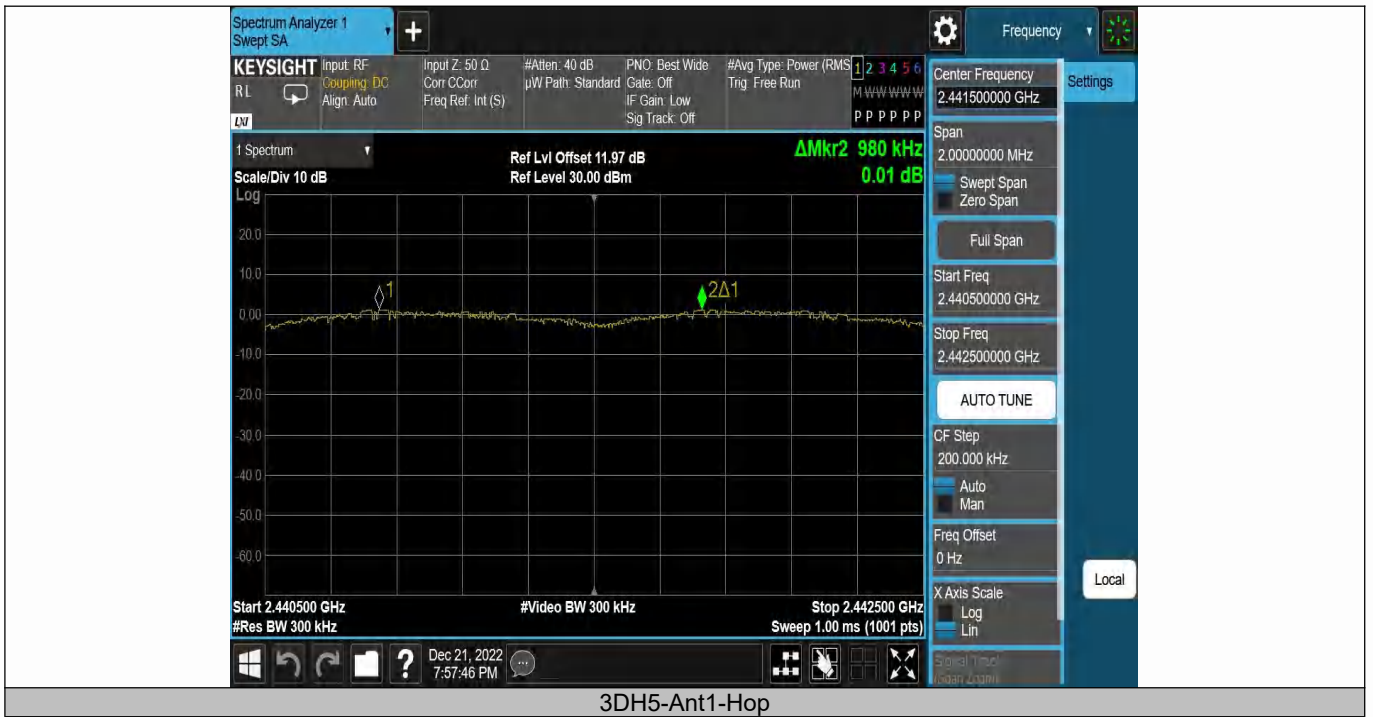 Spectrum Analyzer 1
Swept SA
+
Frequency
KEYSIGHT
RL
LXI
Input: RF
Coupling: DC
Align: Auto
Input Z: 50 Ω
Corr CCorr
Freq Ref: Int (S)
#Atten: 40 dB
µW Path: Standard
PNO: Best Wide
Gate: Off
IF Gain: Low
Sig Track: Off
#Avg Type: Power (RMS
Trig: Free Run
1 2 3 4 5 6
M W W W W W
P P P P P P
1 Spectrum
Scale/Div 10 dB
Log
Ref Lvl Offset 11.97 dB
Ref Level 30.00 dBm
ΔMkr2 980 kHz
0.01 dB
20.0
10.0
0.00
-10.0
-20.0
-30.0
-40.0
-50.0
-60.0
1
2Δ1
Start 2.440500 GHz
#Res BW 300 kHz
#Video BW 300 kHz
Stop 2.442500 GHz
Sweep 1.00 ms (1001 pts)
Center Frequency
2.441500000 GHz
Settings
Span
2.00000000 MHz
Swept Span
Zero Span
Full Span
Start Freq
2.440500000 GHz
Stop Freq
2.442500000 GHz
AUTO TUNE
CF Step
200.000 kHz
Auto
Man
Freq Offset
0 Hz
X Axis Scale
Log
Lin
Signal Track
(Span Zoom)
Local
?
Dec 21, 2022
7:57:46 PM
3DH5-Ant1-Hop